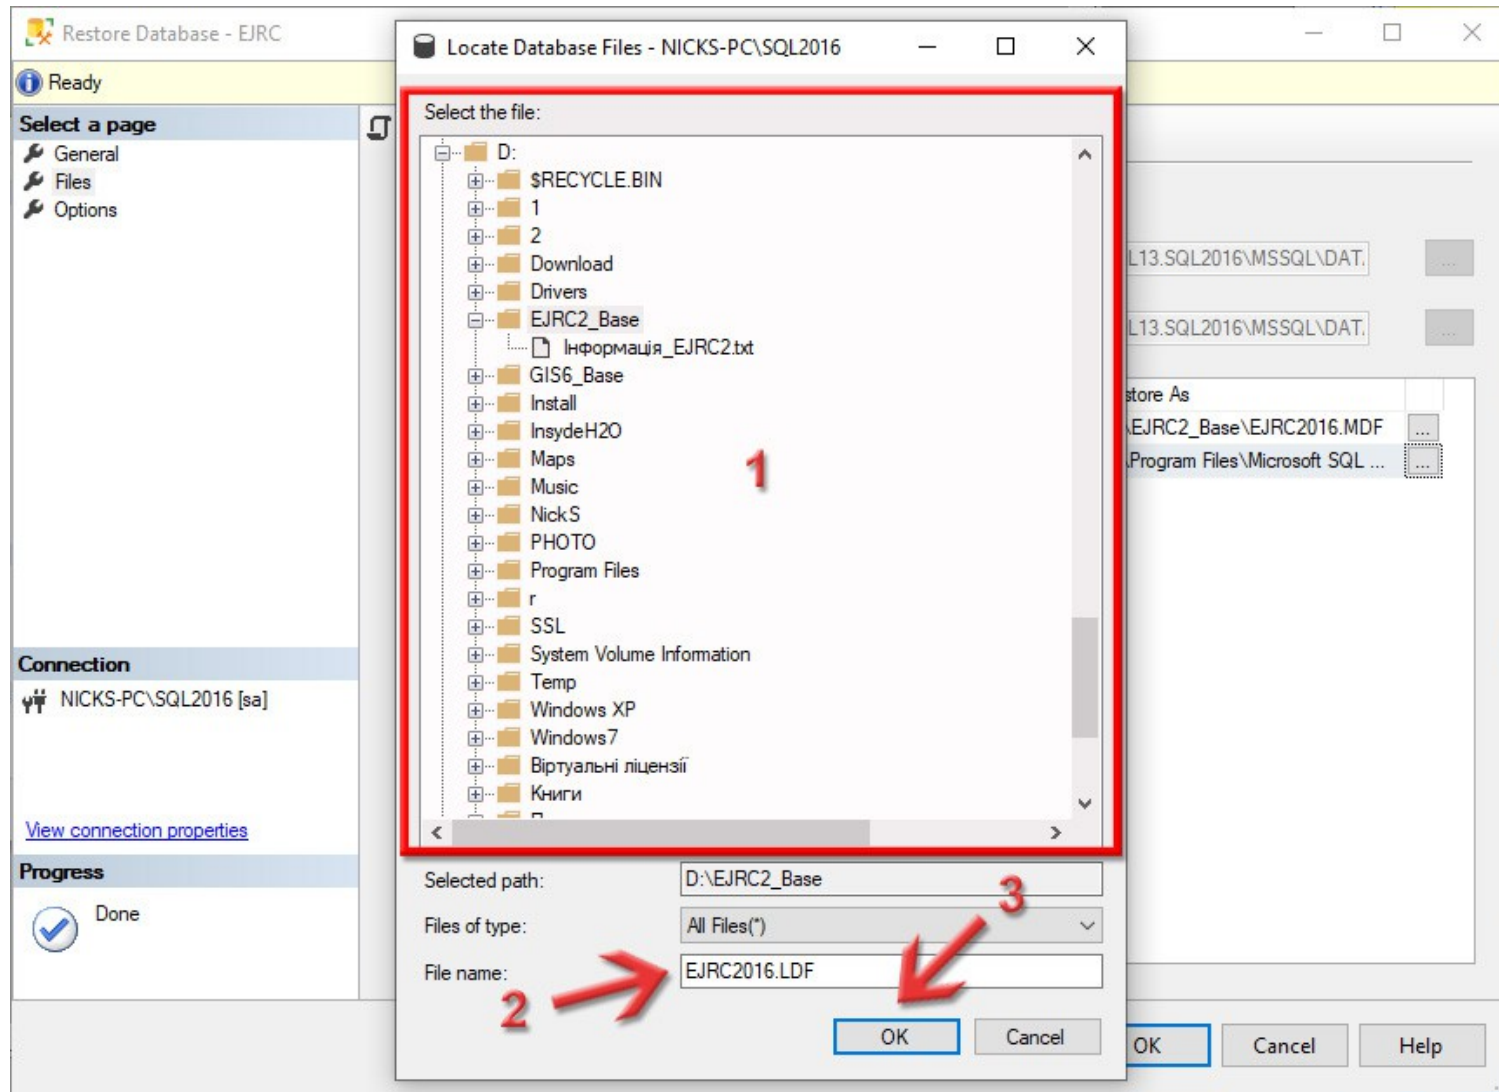 Restore Database - EJRC
Ready
Select a page
General
Files
Options
Connection
NICKS-PC\SQL2016 [sa]
View connection properties
Progress
Done
Locate Database Files - NICKS-PC\SQL2016
Select the file:
D:
$RECYCLE.BIN
1
2
Download
Drivers
EJRC2_Base
Інформація_EJRC2.txt
GIS6_Base
Install
InsydeH2O
Maps
Music
NickS
PHOTO
Program Files
r
SSL
System Volume Information
Temp
Windows XP
Windows7
Віртуальні ліцензії
Книги
1
Selected path: D:\EJRC2_Base
Files of type: All Files(*)
File name: EJRC2016.LDF
2
3
OK Cancel
L13.SQL2016\MSSQL\DAT. ...
L13.SQL2016\MSSQL\DAT. ...
store As
\EJRC2_Base\EJRC2016.MDF ...
\Program Files\Microsoft SQL ... ...
OK Cancel Help